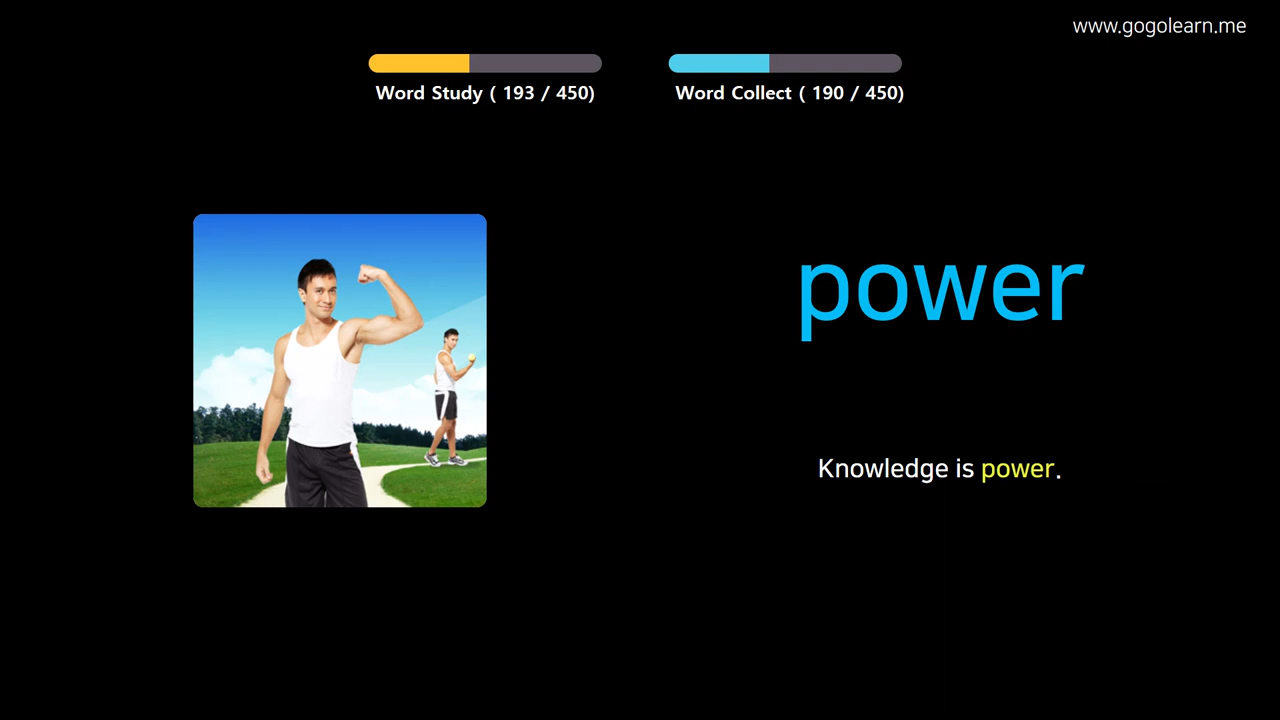 www.gogolearn.me
Word Study ( 193 / 450)
Word Collect ( 190 / 450)
power
Knowledge is power.